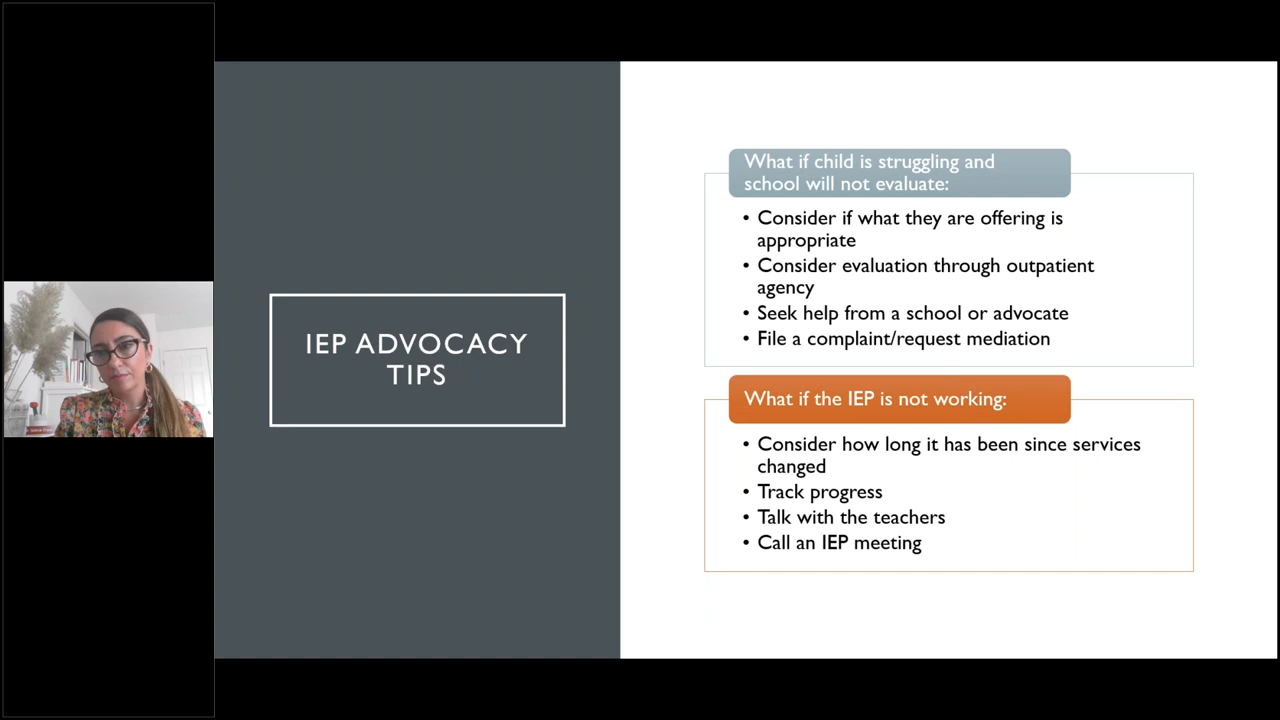 IEP ADVOCACY
TIPS
What if child is struggling and
school will not evaluate:
• Consider if what they are offering is
appropriate
• Consider evaluation through outpatient
agency
• Seek help from a school or advocate
• File a complaint/request mediation
What if the IEP is not working:
• Consider how long it has been since services
changed
• Track progress
• Talk with the teachers
• Call an IEP meeting